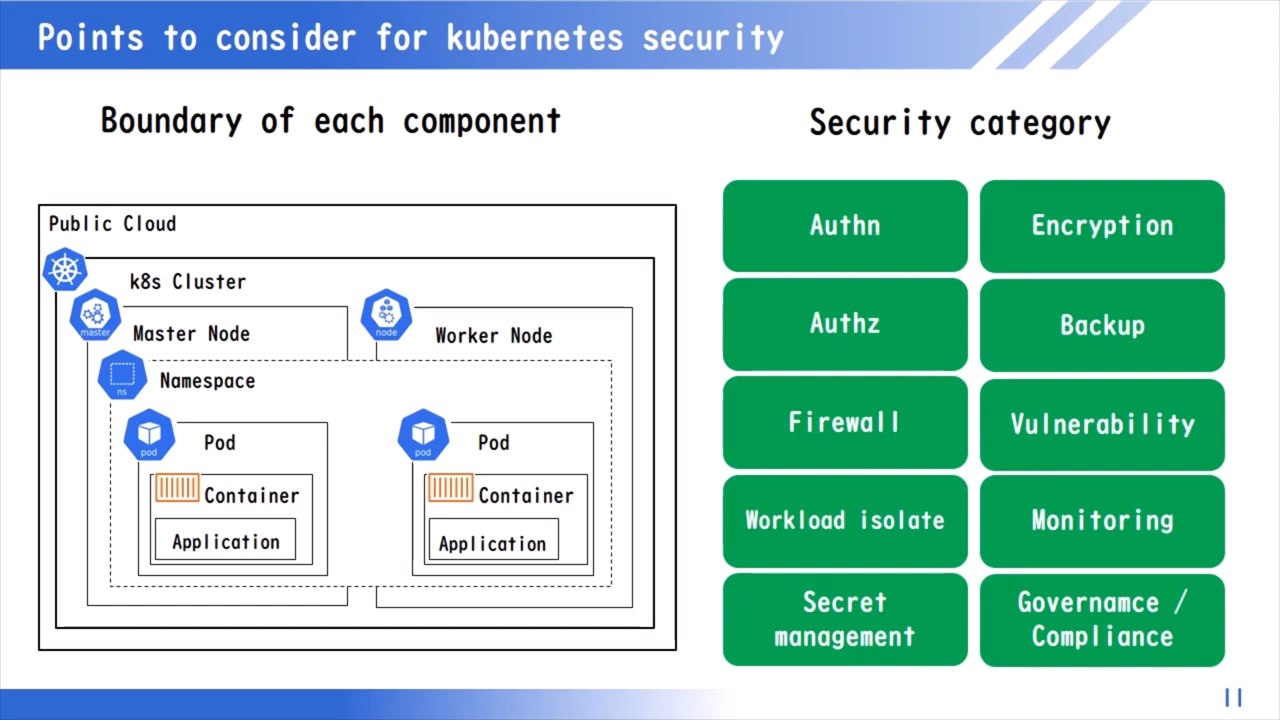 Points to consider for kubernetes security
Boundary of each component
Public Cloud
k8s Cluster
master
Master Node
node
Worker Node
ns
Namespace
pod
Pod
Container
Application
pod
Pod
Container
Application
Security category
Authn
Encryption
Authz
Backup
Firewall
Vulnerability
Workload isolate
Monitoring
Secret
management
Governamce /
Compliance
11